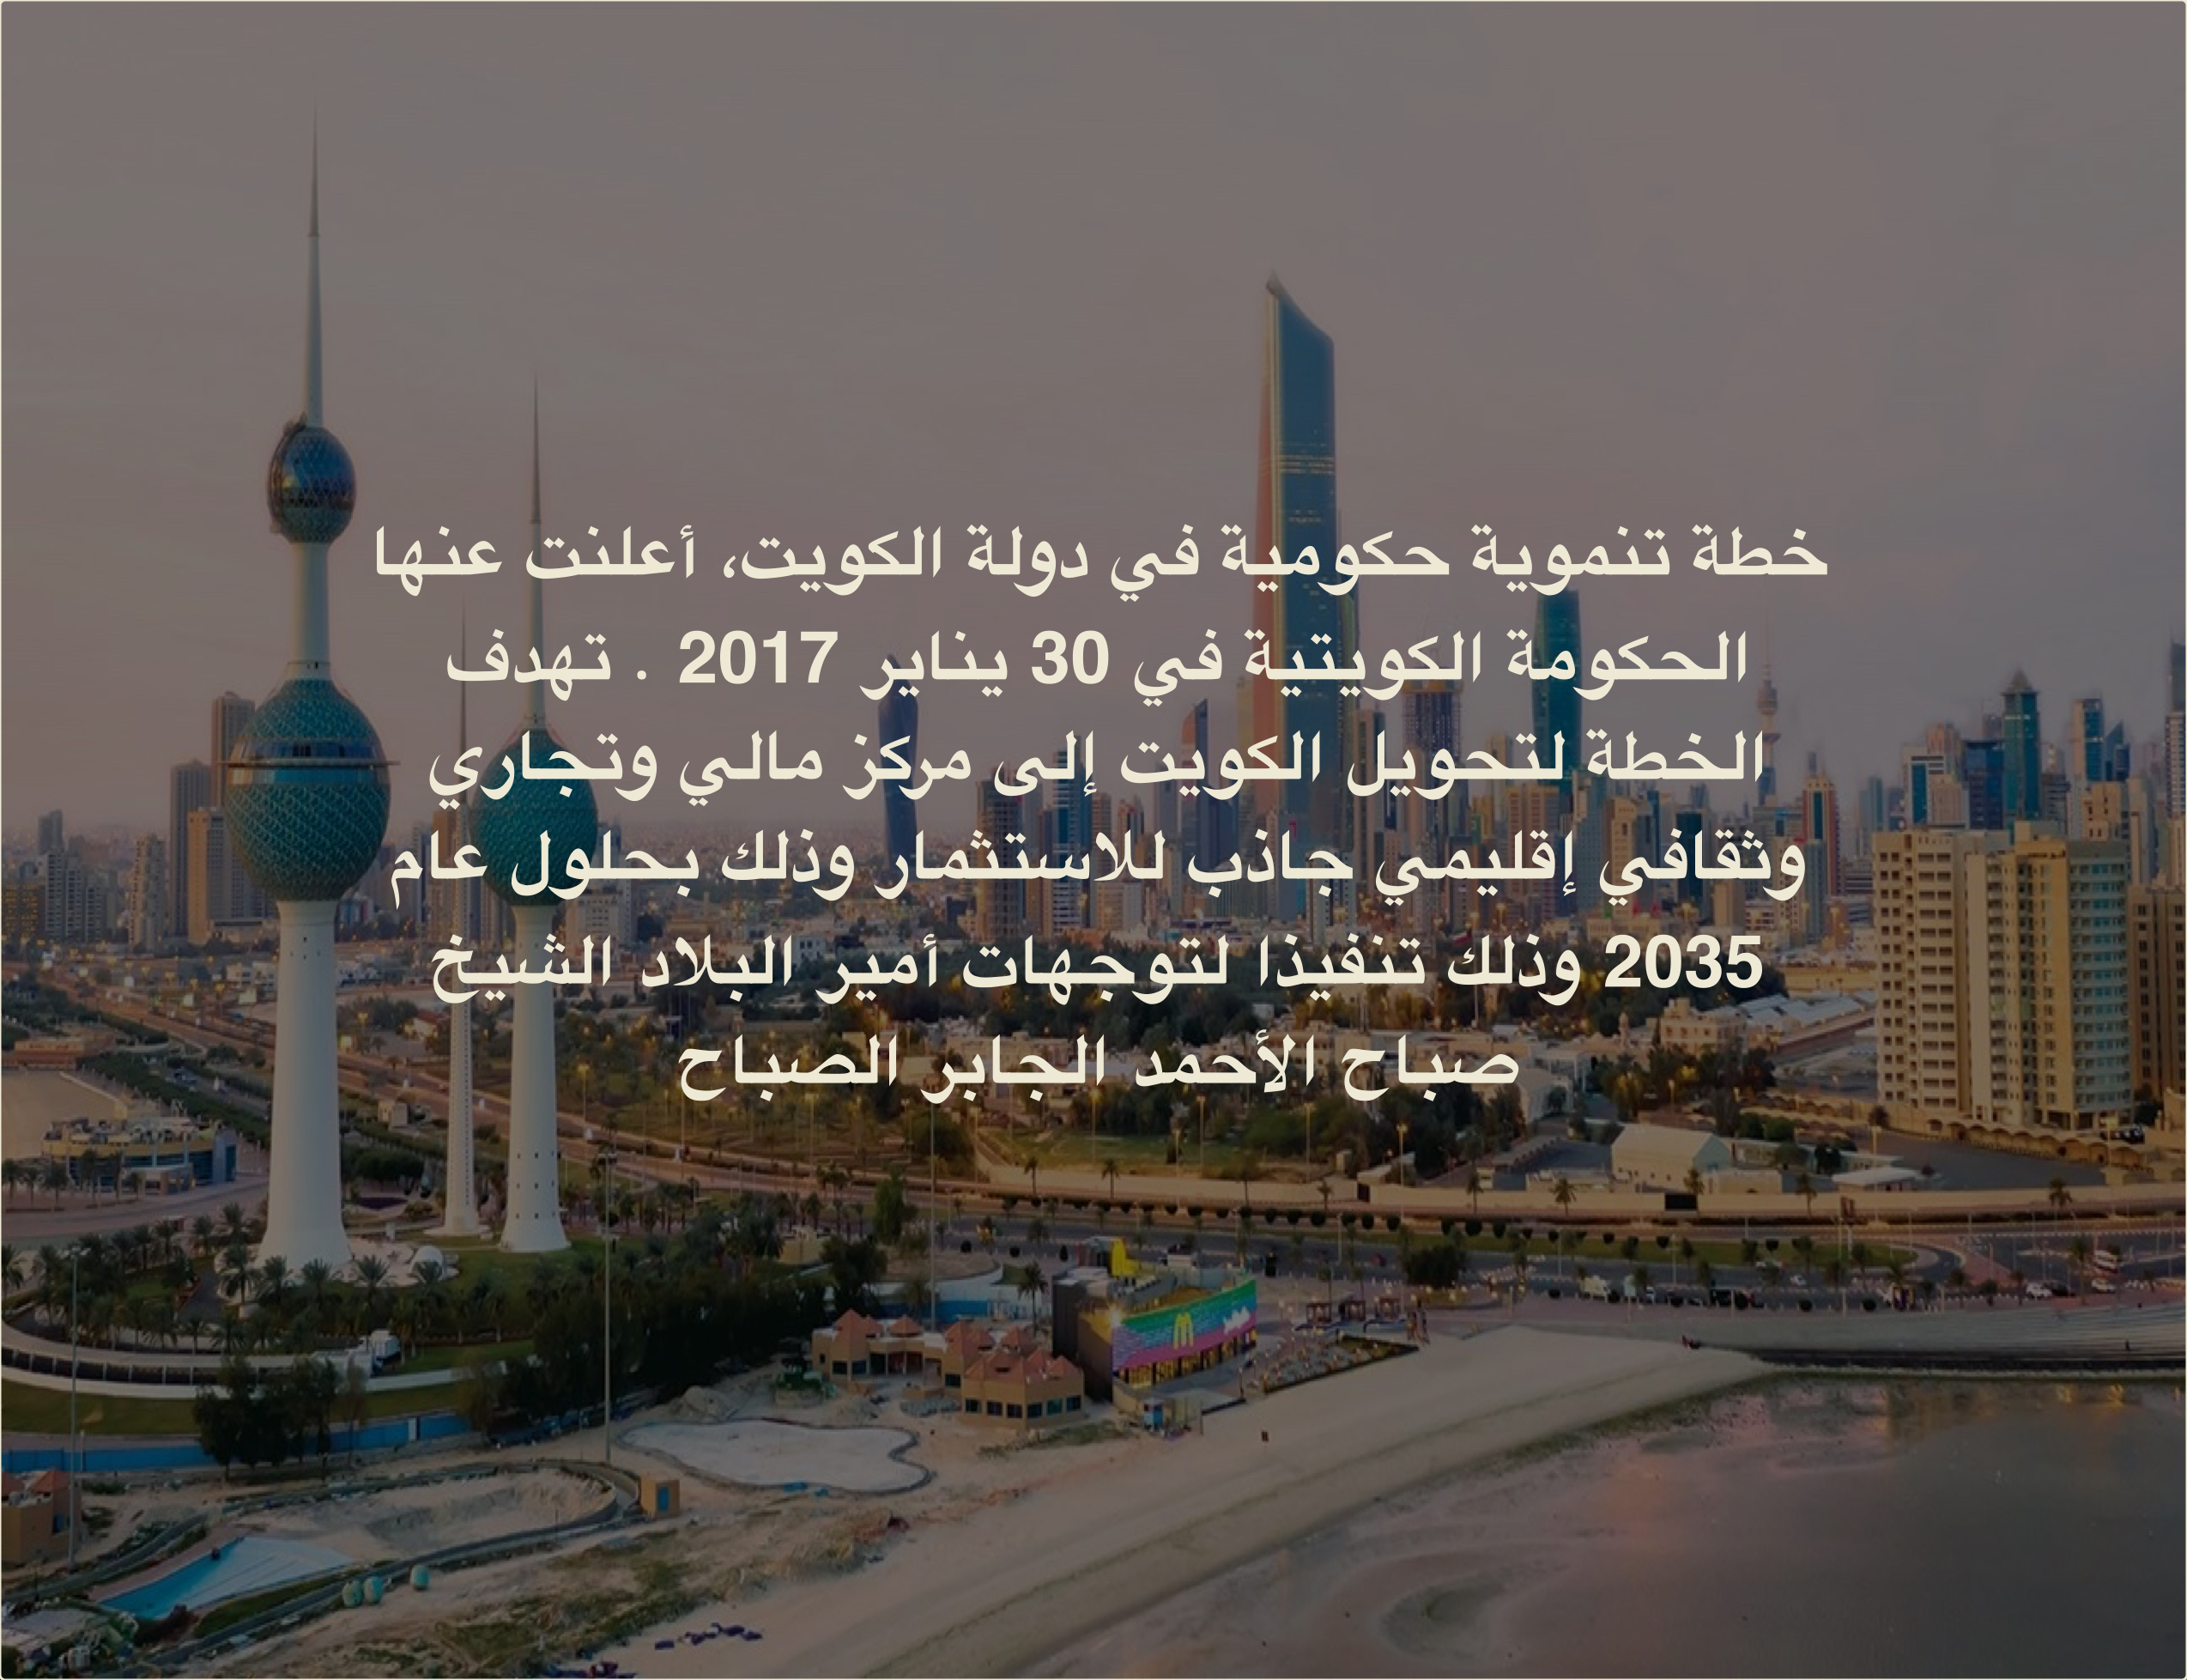 خطة تنموية حكومية في دولة الكويت، أعلنت عنها
الحكومة الكويتية في 30 يناير 2017 . تهدف
الخطة لتحويل الكويت إلى مركز مالي وتجاري
وثقافي إقليمي جاذب للاستثمار وذلك بحلول عام
2035 وذلك تنفيذا لتوجهات أمير البلاد الشيخ
صباح الأحمد الجابر الصباح